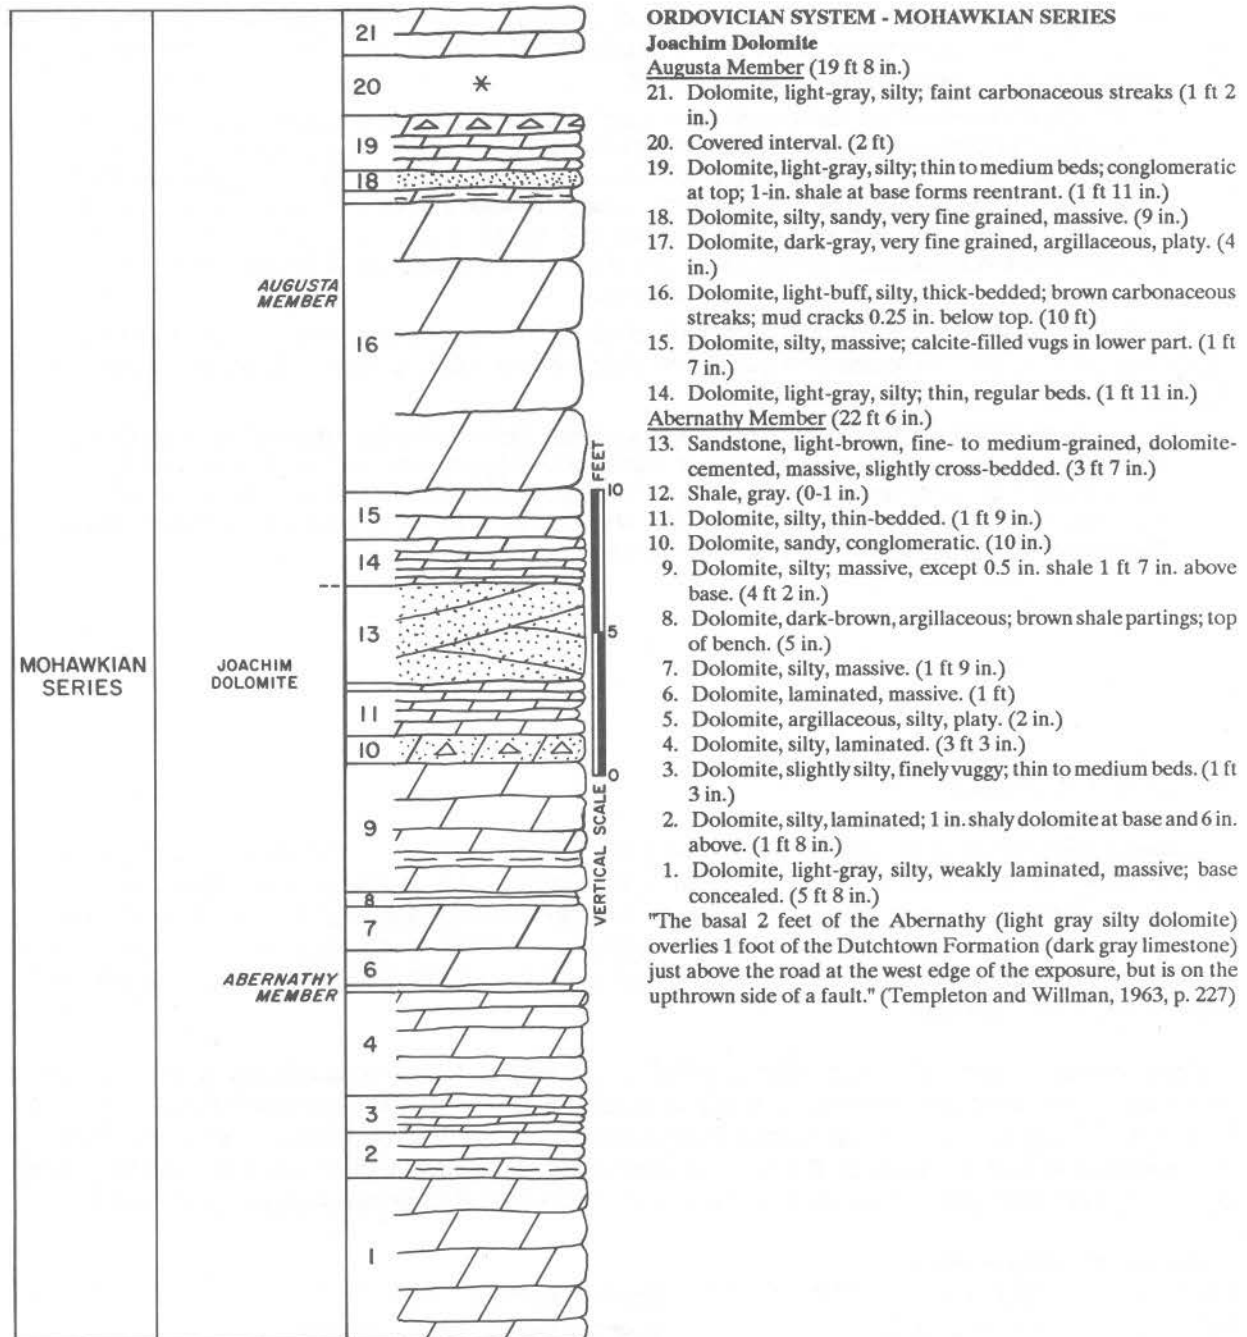 21
20
*
19
18
AUGUSTA
MEMBER
16
FEET
10
15
14
13
5
MOHAWKIAN
SERIES
JOACHIM
DOLOMITE
11
10
0
9
VERTICAL SCALE
8
7
6
ABERNATHY
MEMBER
4
3
2
1
ORDOVICIAN SYSTEM - MOHAWKIAN SERIES
Joachim Dolomite
Augusta Member (19 ft 8 in.)
21. Dolomite, light-gray, silty; faint carbonaceous streaks (1 ft 2
in.)
20. Covered interval. (2 ft)
19. Dolomite, light-gray, silty; thin to medium beds; conglomeratic
at top; 1-in. shale at base forms reentrant. (1 ft 11 in.)
18. Dolomite, silty, sandy, very fine grained, massive. (9 in.)
17. Dolomite, dark-gray, very fine grained, argillaceous, platy. (4
in.)
16. Dolomite, light-buff, silty, thick-bedded; brown carbonaceous
streaks; mud cracks 0.25 in. below top. (10 ft)
15. Dolomite, silty, massive; calcite-filled vugs in lower part. (1 ft
7 in.)
14. Dolomite, light-gray, silty; thin, regular beds. (1 ft 11 in.)
Abernathy Member (22 ft 6 in.)
13. Sandstone, light-brown, fine- to medium-grained, dolomite-
cemented, massive, slightly cross-bedded. (3 ft 7 in.)
12. Shale, gray. (0-1 in.)
11. Dolomite, silty, thin-bedded. (1 ft 9 in.)
10. Dolomite, sandy, conglomeratic. (10 in.)
9. Dolomite, silty; massive, except 0.5 in. shale 1 ft 7 in. above
base. (4 ft 2 in.)
8. Dolomite, dark-brown, argillaceous; brown shale partings; top
of bench. (5 in.)
7. Dolomite, silty, massive. (1 ft 9 in.)
6. Dolomite, laminated, massive. (1 ft)
5. Dolomite, argillaceous, silty, platy. (2 in.)
4. Dolomite, silty, laminated. (3 ft 3 in.)
3. Dolomite, slightly silty, finely vuggy; thin to medium beds. (1 ft
3 in.)
2. Dolomite, silty, laminated; 1 in. shaly dolomite at base and 6 in.
above. (1 ft 8 in.)
1. Dolomite, light-gray, silty, weakly laminated, massive; base
concealed. (5 ft 8 in.)
"The basal 2 feet of the Abernathy (light gray silty dolomite)
overlies 1 foot of the Dutchtown Formation (dark gray limestone)
just above the road at the west edge of the exposure, but is on the
upthrown side of a fault." (Templeton and Willman, 1963, p. 227)